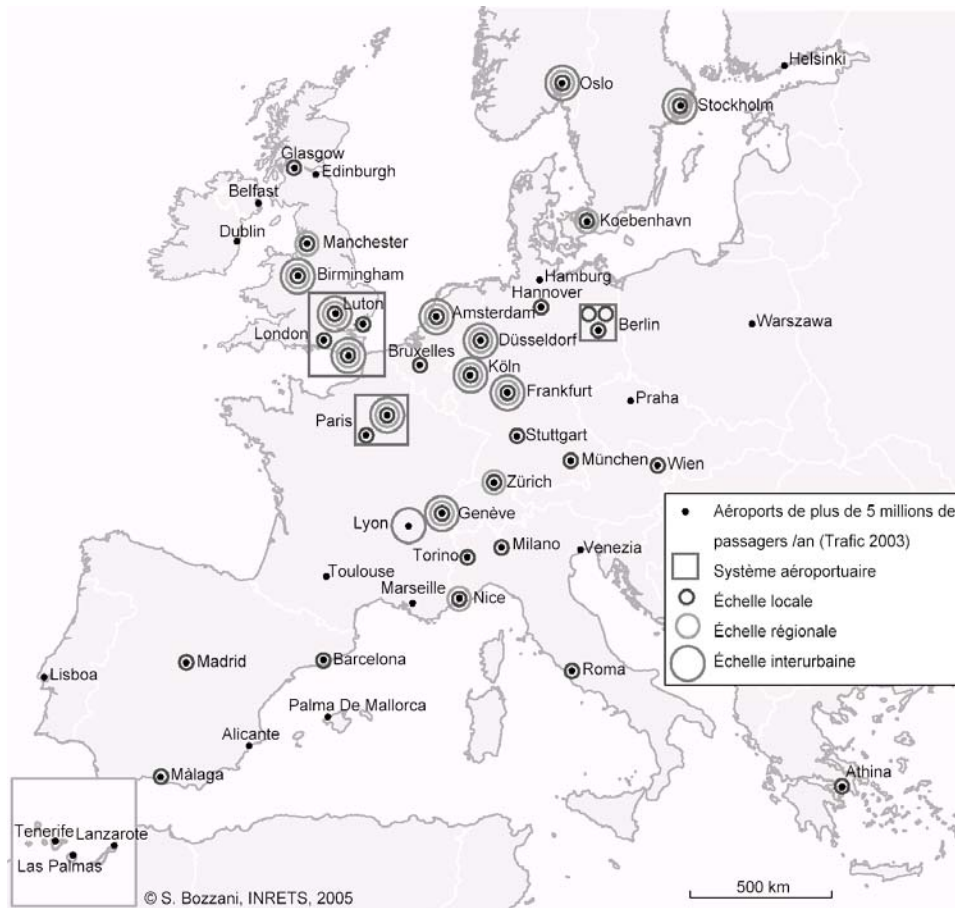 Helsinki
Oslo
Stockholm
Glasgow
Edinburgh
Belfast
Dublin
Koebenhavn
Manchester
Birmingham
Hamburg
Hannover
Luton
Amsterdam
Berlin
Warszawa
London
Düsseldorf
Bruxelles
Köln
Frankfurt
Praha
Paris
Stuttgart
München
Wien
Zürich
Lyon
Genève
Milano
Venezia
Torino
Toulouse
Marseille
Nice
Aéroports de plus de 5 millions de
passagers /an (Trafic 2003)
Système aéroportuaire
Échelle locale
Échelle régionale
Échelle interurbaine
Lisboa
Madrid
Barcelona
Roma
Palma De Mallorca
Alicante
Màlaga
Athina
Tenerife
Lanzarote
Las Palmas
© S. Bozzani, INRETS, 2005
500 km